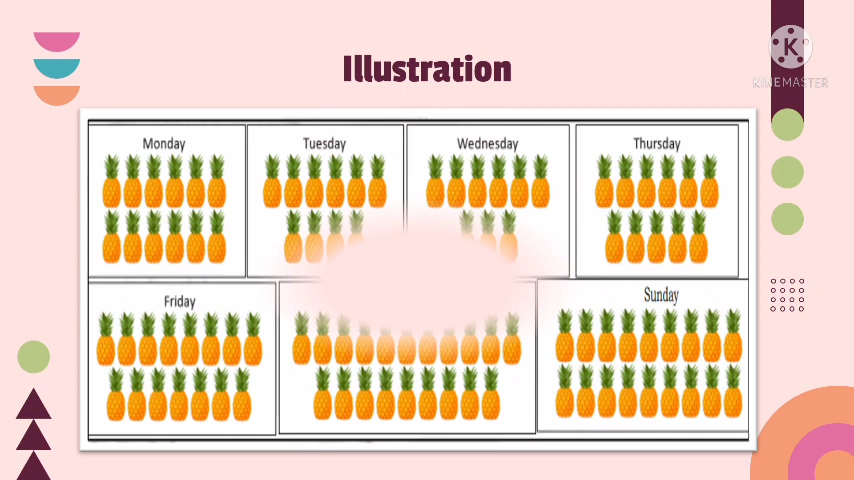 Illustration
K
KINEMASTER
Monday
Tuesday
Wednesday
Thursday
Friday
Sunday